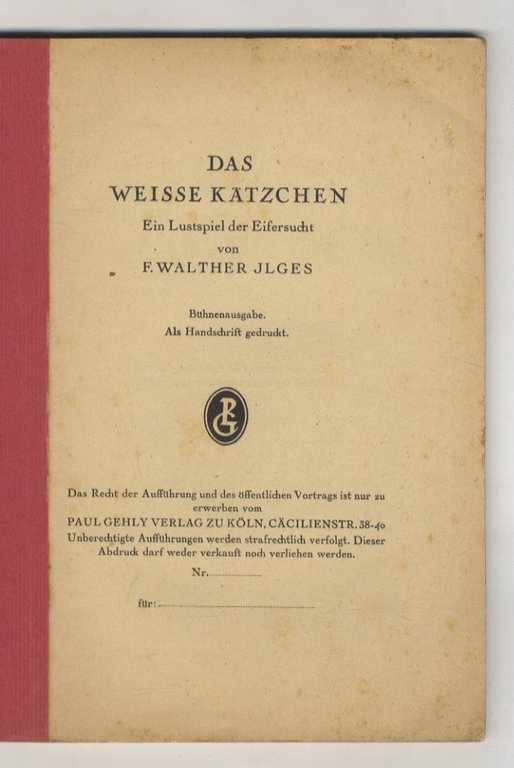 DAS
WEISSE KÄTZCHEN
Ein Lustspiel der Eifersucht
von
F. WALTHER JLGES
Bühnenausgabe.
Als Handschrift gedruckt.
PG
Das Recht der Aufführung und des öffentlichen Vortrags ist nur zu
erwerben vom
PAUL GEHLY VERLAG ZU KÖLN, CÄCILIENSTR. 38-40
Unberechtigte Aufführungen werden strafrechtlich verfolgt. Dieser
Abdruck darf weder verkauft noch verliehen werden.
Nr.....................
für:..............................................